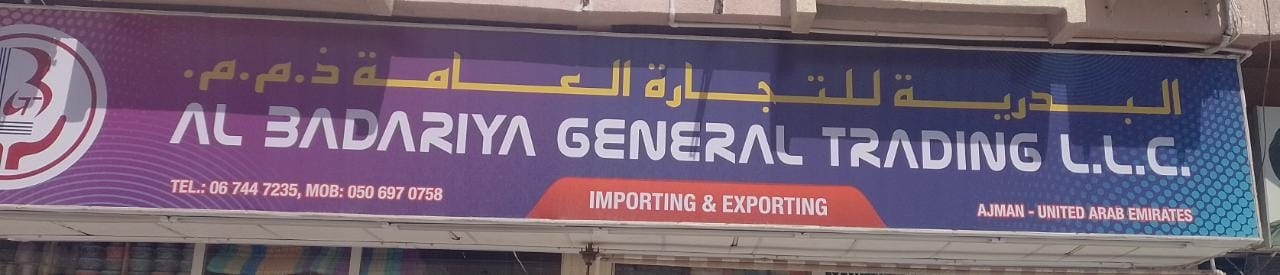 البدرية للتجارة العامة ذ.م.م.
AL BADARIYA GENERAL TRADING L.L.C.
TEL.: 06 744 7235, MOB: 050 697 0758
IMPORTING & EXPORTING
AJMAN - UNITED ARAB EMIRATES